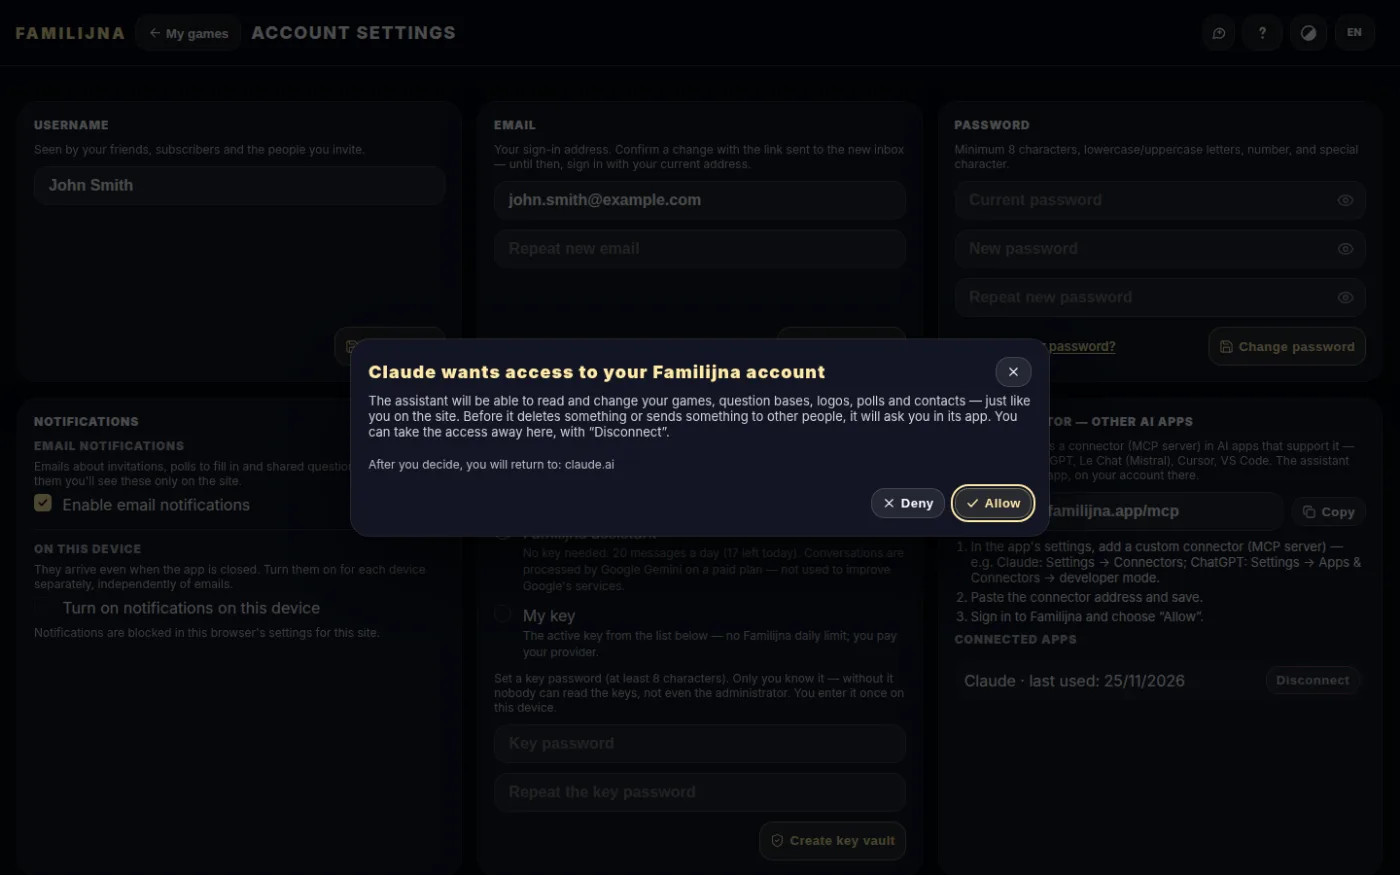 FAMILIJNA
← My games
ACCOUNT SETTINGS
?
EN
USERNAME
Seen by your friends, subscribers and the people you invite.
John Smith
EMAIL
Your sign-in address. Confirm a change with the link sent to the new inbox
— until then, sign in with your current address.
john.smith@example.com
Repeat new email
PASSWORD
Minimum 8 characters, lowercase/uppercase letters, number, and special
character.
Current password
New password
Repeat new password
password?
Change password
Claude wants access to your Familijna account
The assistant will be able to read and change your games, question bases, logos, polls and contacts — just like
you on the site. Before it deletes something or sends something to other people, it will ask you in its app. You
can take the access away here, with “Disconnect”.
After you decide, you will return to: claude.ai
Deny
Allow
NOTIFICATIONS
EMAIL NOTIFICATIONS
Emails about invitations, polls to fill in and shared question
them you'll see these only on the site.
Enable email notifications
ON THIS DEVICE
They arrive even when the app is closed. Turn them on for each device
separately, independently of emails.
Turn on notifications on this device
Notifications are blocked in this browser's settings for this site.
No key needed: 20 messages a day (17 left today). Conversations are
processed by Google Gemini on a paid plan — not used to improve
Google's services.
My key
The active key from the list below — no Familijna daily limit; you pay
your provider.
Set a key password (at least 8 characters). Only you know it — without it
nobody can read the keys, not even the administrator. You enter it once on
this device.
Key password
Repeat the key password
Create key vault
— OTHER AI APPS
s a connector (MCP server) in AI apps that support it —
GPT, Le Chat (Mistral), Cursor, VS Code. The assistant
app, on your account there.
familijna.app/mcp
Copy
1. In the app's settings, add a custom connector (MCP server) —
e.g. Claude: Settings → Connectors; ChatGPT: Settings → Apps &
Connectors → developer mode.
2. Paste the connector address and save.
3. Sign in to Familijna and choose “Allow”.
CONNECTED APPS
Claude · last used: 25/11/2026
Disconnect